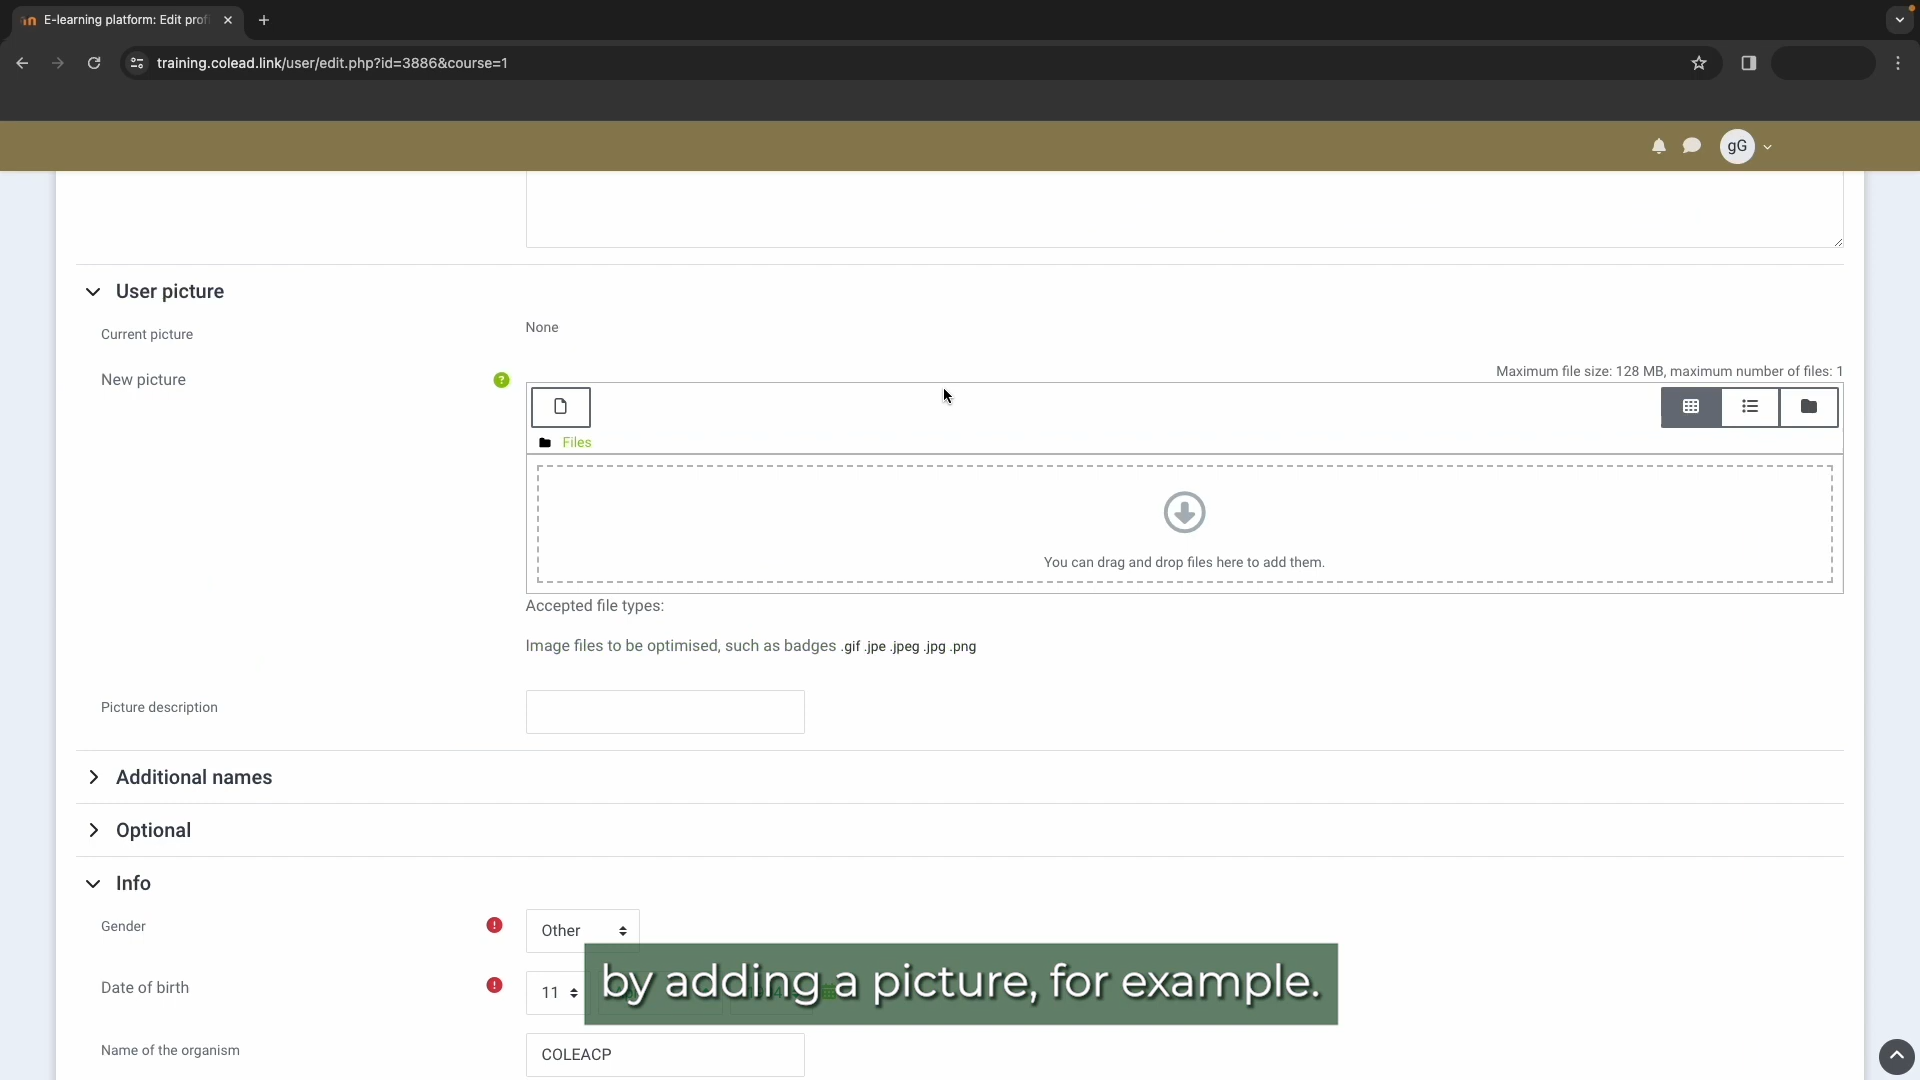 E-learning platform: Edit prof
training.colead.link/user/edit.php?id=3886&course=1
gG
User picture
Current picture
None
New picture
Maximum file size: 128 MB, maximum number of files: 1
Files
You can drag and drop files here to add them.
Accepted file types:
Image files to be optimised, such as badges .gif .jpe .jpeg .jpg .png
Picture description
Additional names
Optional
Info
Gender
Other
by adding a picture, for example.
Date of birth
11
Name of the organism
COLEACP